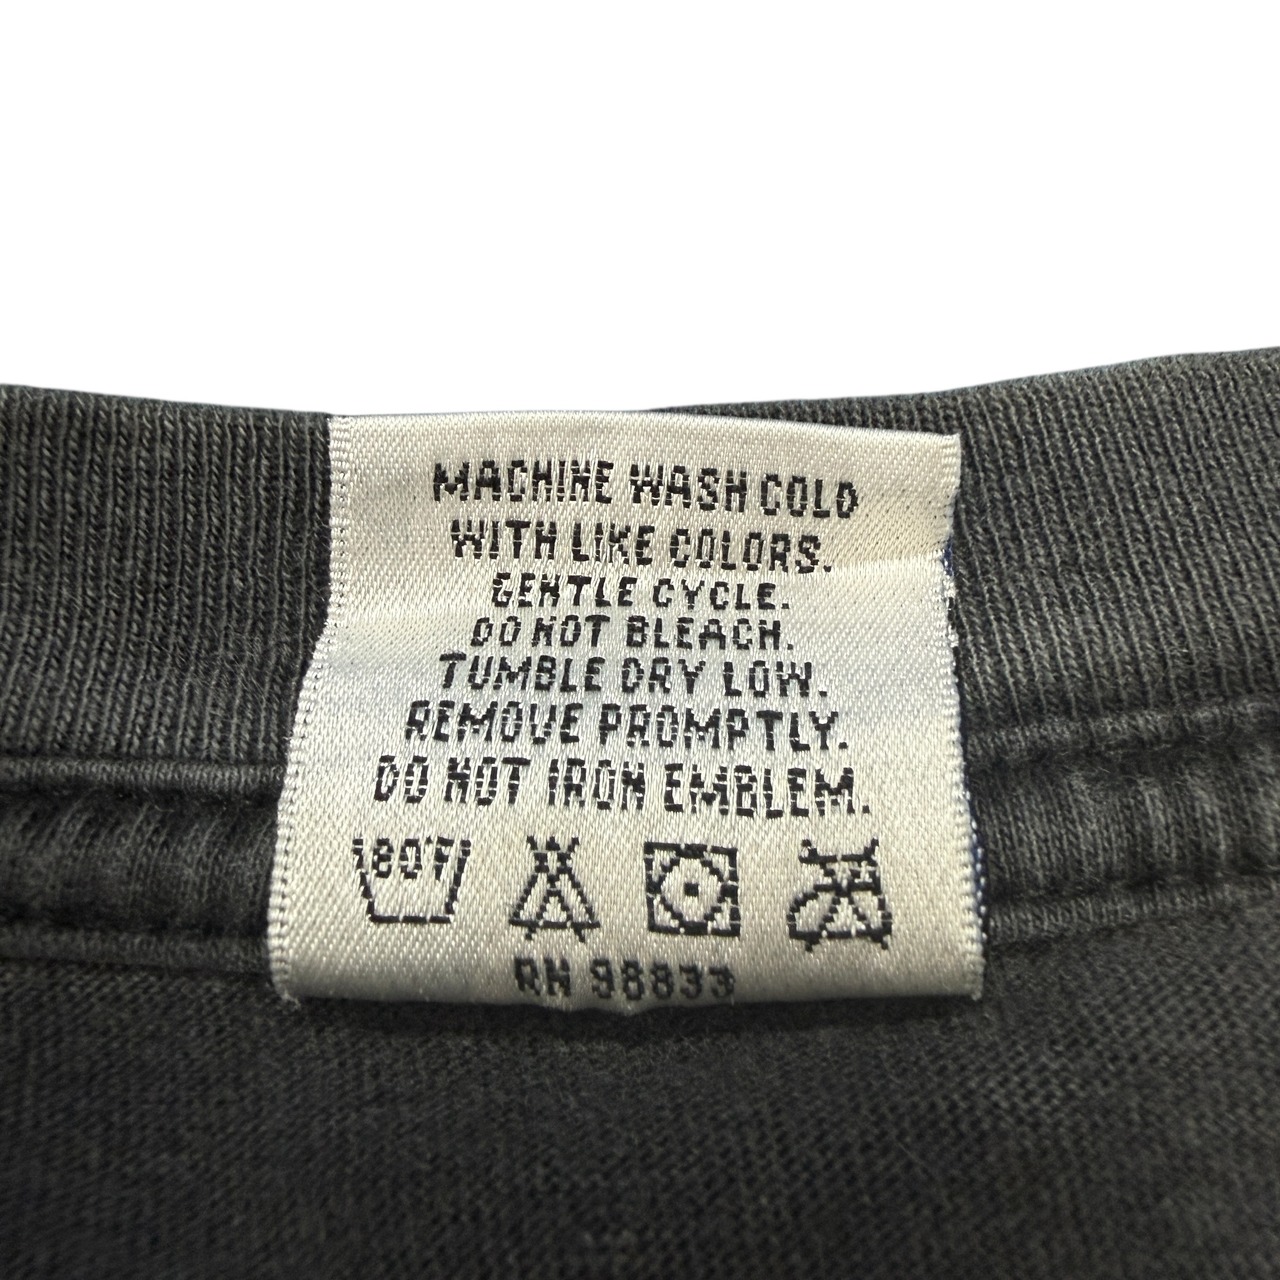 MACHINE WASH COLD
WITH LIKE COLORS.
GENTLE CYCLE.
DO NOT BLEACH.
TUMBLE DRY LOW.
REMOVE PROMPTLY.
DO NOT IRON EMBLEM.
80°F
RN 98833